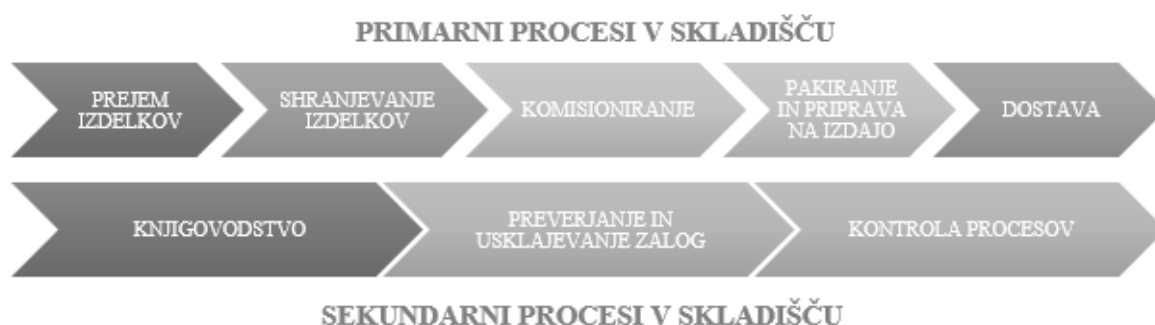 PRIMARNI PROCESI V SKLADIŠČU
PREJEM
IZDELKOV
SHRANJEVANJE
IZDELKOV
KOMISIONIRANJE
PAKIRANJE
IN PRIPRAVA
NA IZDAJO
DOSTAVA
KNJIGOVODSTVO
PREVERJANJE IN
USKLAJEVANJE ZALOG
KONTROLA PROCESOV
SEKUNDARNI PROCESI V SKLADIŠČU